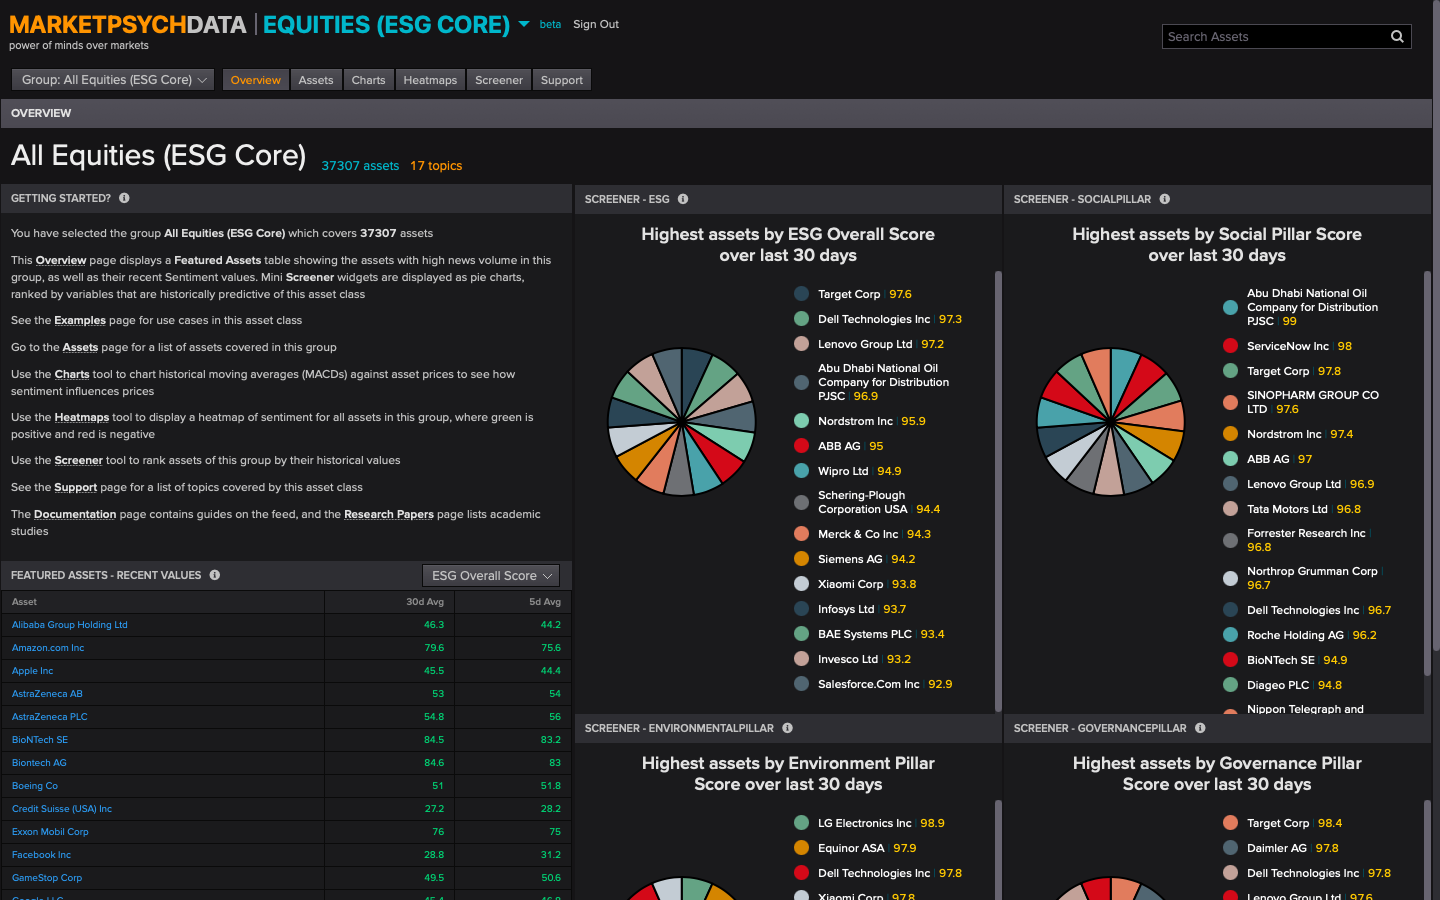 MARKETPSYCHDATA EQUITIES (ESG CORE) beta Sign Out
power of minds over markets
Search Assets
Group: All Equities (ESG Core) Overview Assets Charts Heatmaps Screener Support
OVERVIEW
All Equities (ESG Core) 37307 assets 17 topics
GETTING STARTED?
You have selected the group All Equities (ESG Core) which covers 37307 assets
This Overview page displays a Featured Assets table showing the assets with high news volume in this
group, as well as their recent Sentiment values. Mini Screener widgets are displayed as pie charts,
ranked by variables that are historically predictive of this asset class
See the Examples page for use cases in this asset class
Go to the Assets page for a list of assets covered in this group
Use the Charts tool to chart historical moving averages (MACDs) against asset prices to see how
sentiment influences prices
Use the Heatmaps tool to display a heatmap of sentiment for all assets in this group, where green is
positive and red is negative
Use the Screener tool to rank assets of this group by their historical values
See the Support page for a list of topics covered by this asset class
The Documentation page contains guides on the feed, and the Research Papers page lists academic
studies
FEATURED ASSETS - RECENT VALUES ESG Overall Score
Asset 30d Avg 5d Avg
Alibaba Group Holding Ltd 46.3 44.2
Amazon.com Inc 79.6 75.6
Apple Inc 45.5 44.4
AstraZeneca AB 53 54
AstraZeneca PLC 54.8 56
BioNTech SE 84.5 83.2
Biontech AG 84.6 83
Boeing Co 51 51.8
Credit Suisse (USA) Inc 27.2 28.2
Exxon Mobil Corp 76 75
Facebook Inc 28.8 31.2
GameStop Corp 49.5 50.6
SCREENER - ESG
Highest assets by ESG Overall Score
over last 30 days
Target Corp 97.6
Dell Technologies Inc 97.3
Lenovo Group Ltd 97.2
Abu Dhabi National Oil
Company for Distribution
PJSC 96.9
Nordstrom Inc 95.9
ABB AG 95
Wipro Ltd 94.9
Schering-Plough
Corporation USA 94.4
Merck & Co Inc 94.3
Siemens AG 94.2
Xiaomi Corp 93.8
Infosys Ltd 93.7
BAE Systems PLC 93.4
Invesco Ltd 93.2
Salesforce.Com Inc 92.9
SCREENER - SOCIALPILLAR
Highest assets by Social Pillar Score
over last 30 days
Abu Dhabi National Oil
Company for Distribution
PJSC 99
ServiceNow Inc 98
Target Corp 97.8
SINOPHARM GROUP CO
LTD 97.6
Nordstrom Inc 97.4
ABB AG 97
Lenovo Group Ltd 96.9
Tata Motors Ltd 96.8
Forrester Research Inc
96.8
Northrop Grumman Corp
96.7
Dell Technologies Inc 96.7
Roche Holding AG 96.2
BioNTech SE 94.9
Diageo PLC 94.8
Nippon Telegraph and
SCREENER - ENVIRONMENTALPILLAR
Highest assets by Environment Pillar
Score over last 30 days
LG Electronics Inc 98.9
Equinor ASA 97.9
Dell Technologies Inc 97.8
Xiaomi Corp 97.8
SCREENER - GOVERNANCEPILLAR
Highest assets by Governance Pillar
Score over last 30 days
Target Corp 98.4
Daimler AG 97.8
Dell Technologies Inc 97.8
Lenovo Group Ltd 97.6